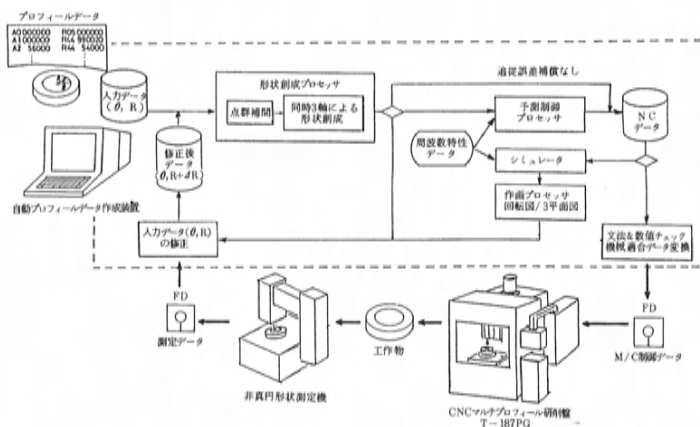 プロフィールデータ
A0 000000 R05 000000
A1 000000
A2
入力データ
(θ, R)
修正後
データ
(θ, R+ΔR)
自動プロフィールデータ作成装置
入力データ(θ, R)
の修正
形状創成プロセッサ
点群補間
同時3軸による
形状創成
追従誤差補償なし
予測制御
プロセッサ
NC
データ
周波数特性
データ
シミュレータ
作画プロセッサ
回転図/3平面図
文法&数値チェック
機械適合データ変換
FD
測定データ
非真円形状測定機
工作物
CNCマルチプロフィール研削盤
T-187PG
FD
M/C制御データ